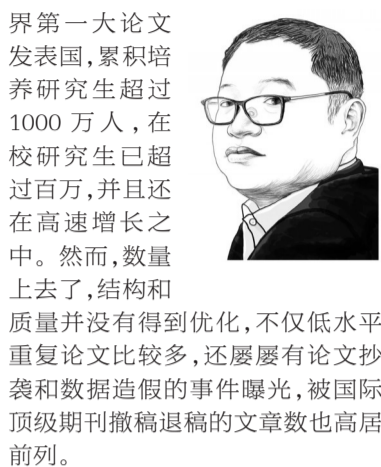 界第一大论文
发表国,累积培
养研究生超过
1000 万人,在
校研究生已超
过百万,并且还
在高速增长之
中。然而,数量
上去了,结构和
质量并没有得到优化,不仅低水平
重复论文比较多,还屡屡有论文抄
袭和数据造假的事件曝光,被国际
顶级期刊撤稿退稿的文章数也高居
前列。